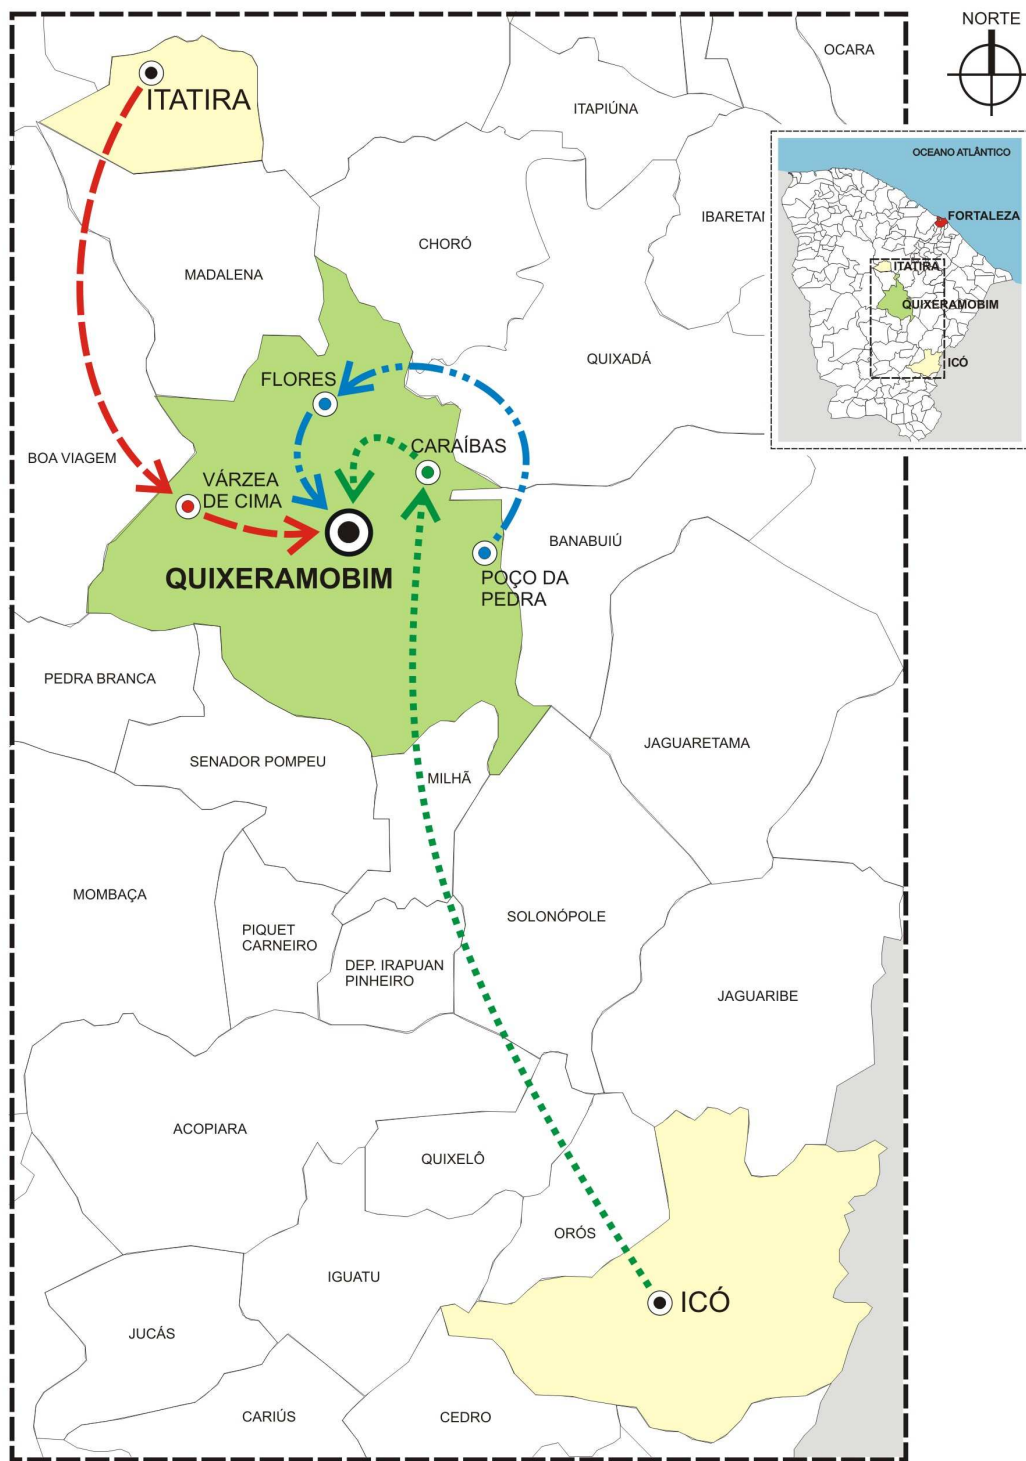 NORTE
OCARA
ITATIRA
ITAPIÚNA
OCEANO ATLÂNTICO
FORTALEZA
ITATIRA
QUIXERAMOBIM
ICÓ
IBARETAN
CHORÓ
MADALENA
QUIXADÁ
FLORES
CARAÍBAS
BOA VIAGEM
VÁRZEA
DE CIMA
BANABUIÚ
QUIXERAMOBIM
POÇO DA
PEDRA
PEDRA BRANCA
JAGUARETAMA
SENADOR POMPEU
MILHÃ
MOMBAÇA
SOLONÓPOLE
PIQUET
CARNEIRO
DEP. IRAPUAN
PINHEIRO
JAGUARIBE
ACOPIARA
QUIXELÔ
ORÓS
IGUATU
ICÓ
JUCÁS
CARIÚS
CEDRO